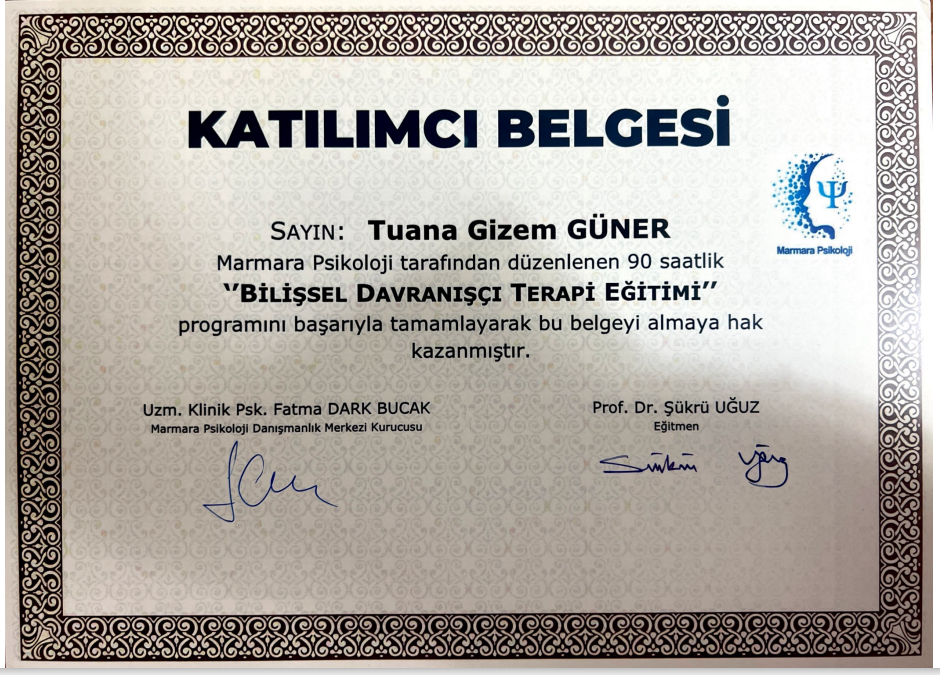 KATILIMCI BELGESİ
SAYIN: Tuana Gizem GÜNER
Marmara Psikoloji
Marmara Psikoloji tarafından düzenlenen 90 saatlik
‘’BİLİŞSEL DAVRANIŞÇI TERAPİ EĞİTİMİ’’
programını başarıyla tamamlayarak bu belgeyi almaya hak
kazanmıştır.
Uzm. Klinik Psk. Fatma DARK BUCAK
Marmara Psikoloji Danışmanlık Merkezi Kurucusu
Prof. Dr. Şükrü UĞUZ
Eğitmen